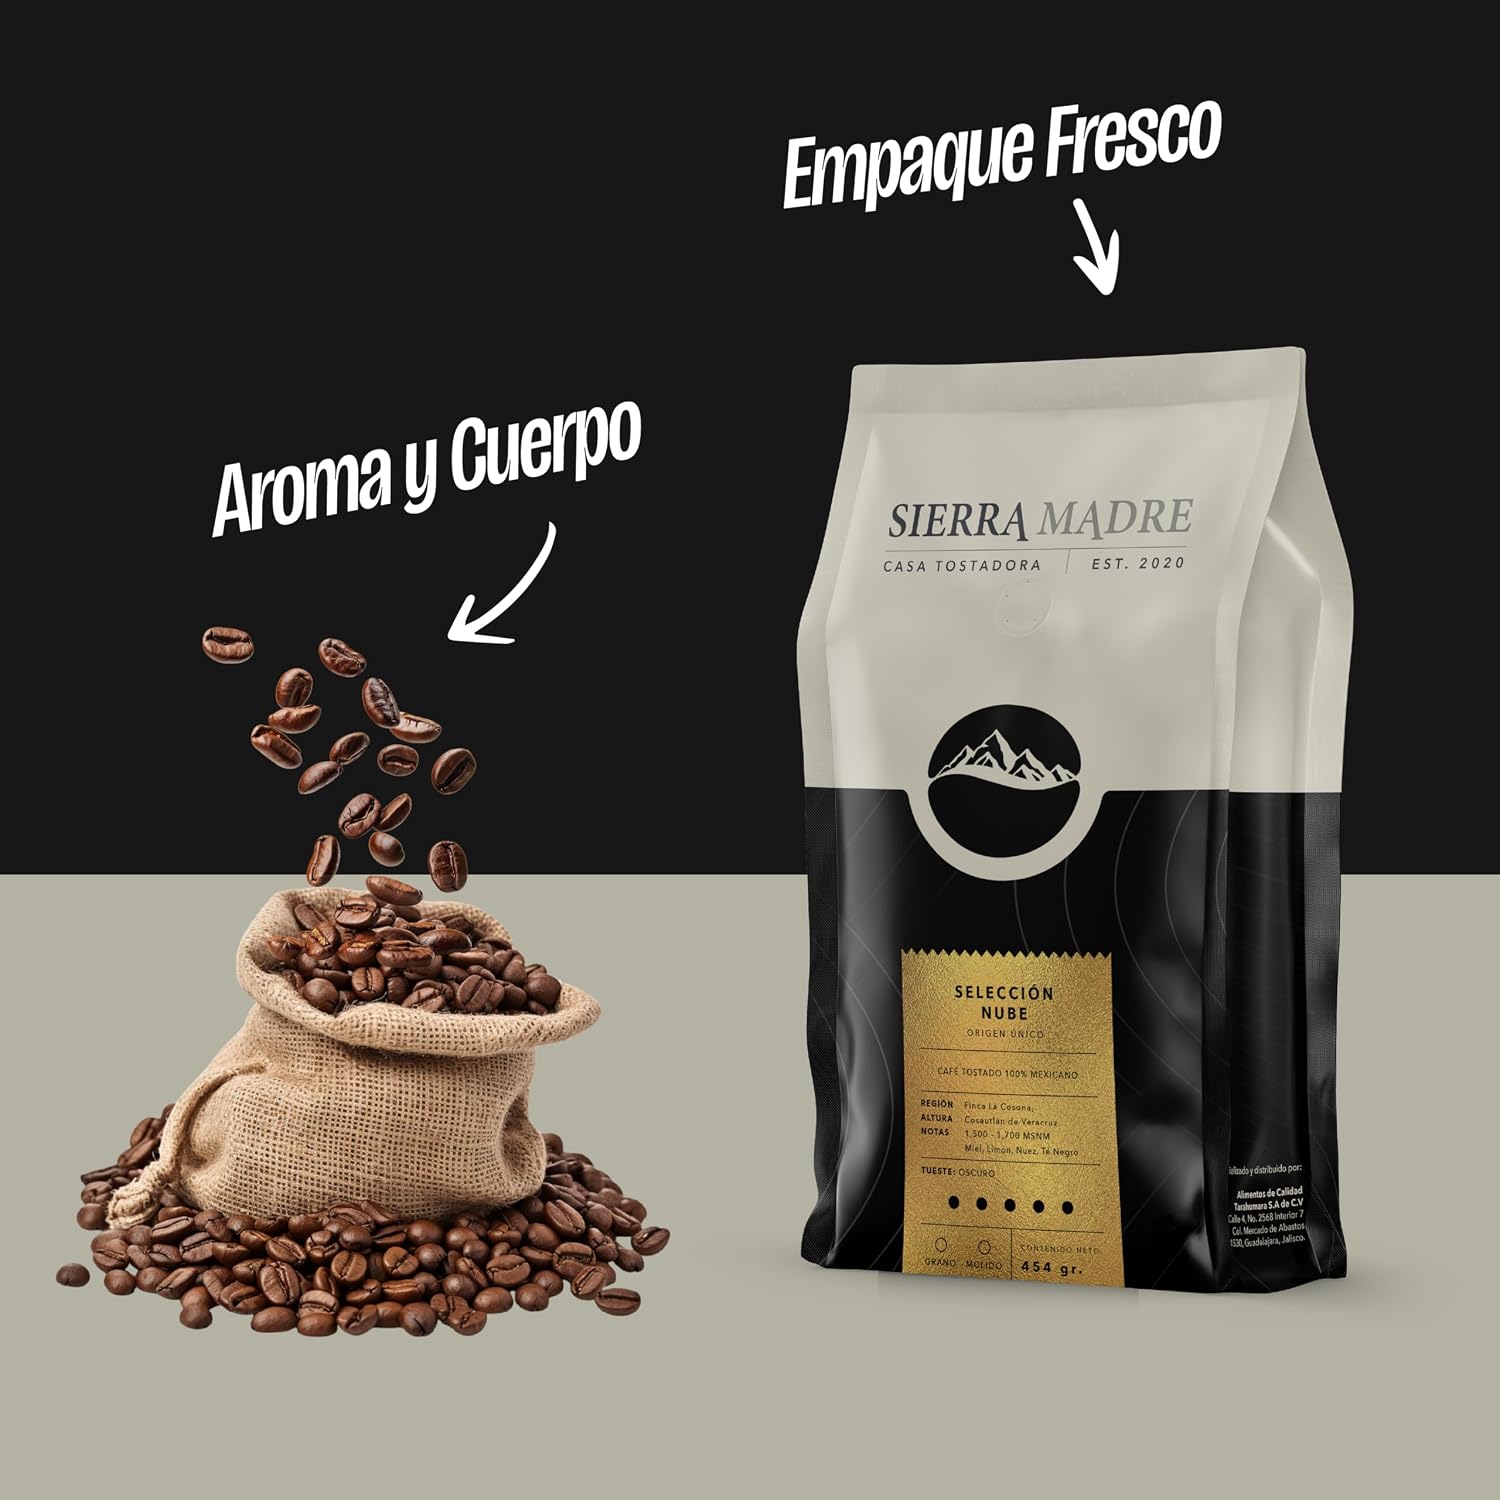 Empaque Fresco
Aroma y Cuerpo
SIERRA MADRE
CASA TOSTADORA | EST. 2020
SELECCIÓN
NUBE
ORIGEN ÚNICO
CAFÉ TOSTADO 100% MEXICANO
REGIÓN Finca La Cosona,
ALTURA Cosautlán de Veracruz
NOTAS 1,500 - 1,700 MSNM
Miel, Limón, Nuez, Té Negro
TUESTE: OSCURO
GRANO MOLIDO
CONTENIDO NETO:
454 gr.
y distribuido por:
Alimentos de Calidad
Tarahumara S.A de C.V
Calle 4, No. 2568 Interior 7
Col. Mercado de Abastos
Guadalajara, Jalisco.